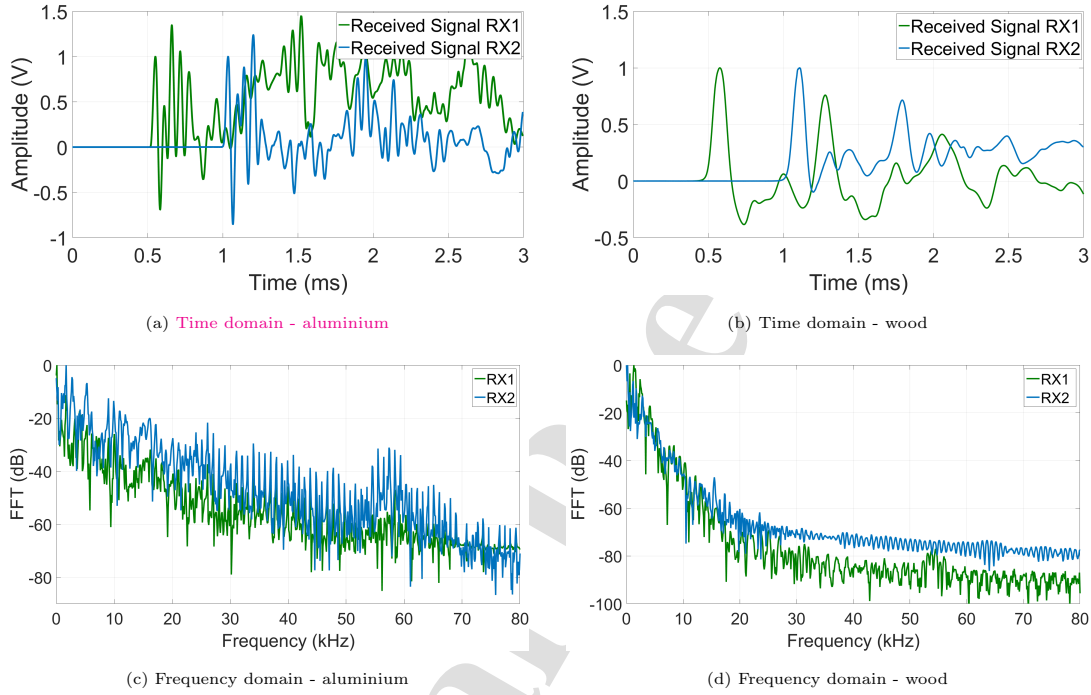 1.5
1
0.5
0
-0.5
-1
Amplitude (V)
0 0.5 1 1.5 2 2.5 3
Time (ms)
Received Signal RX1
Received Signal RX2
(a) Time domain - aluminium
1.5
1
0.5
0
-0.5
Amplitude (V)
0 0.5 1 1.5 2 2.5 3
Time (ms)
Received Signal RX1
Received Signal RX2
(b) Time domain - wood
0
-20
-40
-60
-80
FFT (dB)
0 10 20 30 40 50 60 70 80
Frequency (kHz)
RX1
RX2
(c) Frequency domain - aluminium
0
-20
-40
-60
-80
-100
FFT (dB)
0 10 20 30 40 50 60 70 80
Frequency (kHz)
RX1
RX2
(d) Frequency domain - wood